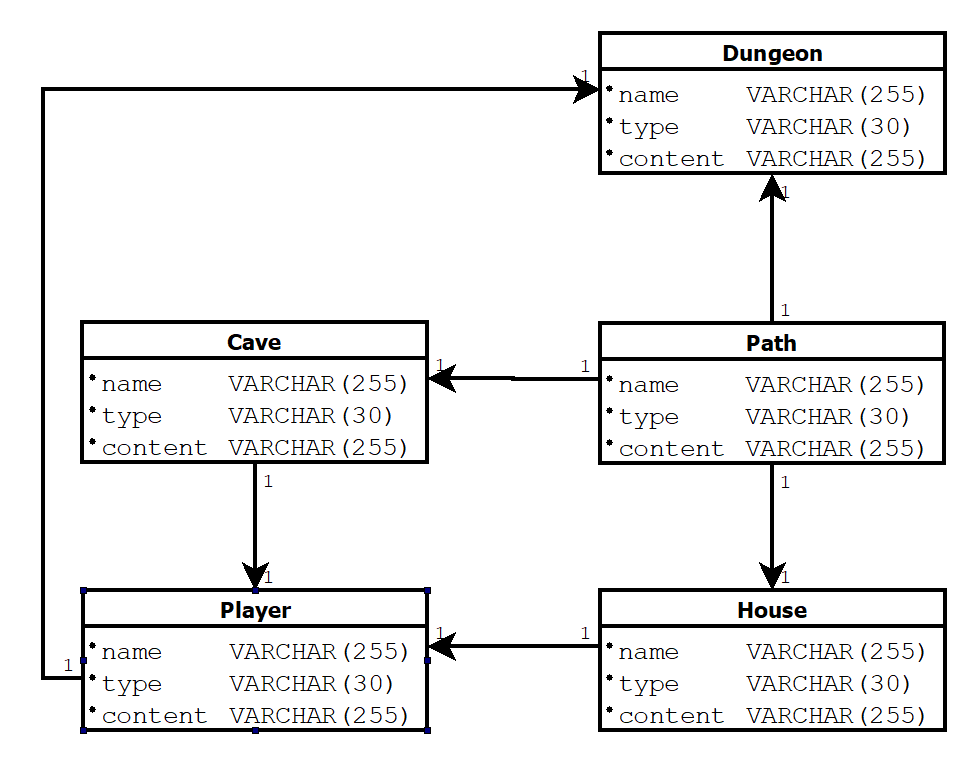 Dungeon
1
*name VARCHAR(255)
*type VARCHAR(30)
*content VARCHAR(255)
1
1
Cave
*name VARCHAR(255)
*type VARCHAR(30)
*content VARCHAR(255)
1
1
Path
*name VARCHAR(255)
*type VARCHAR(30)
*content VARCHAR(255)
1
1
1
1
Player
*name VARCHAR(255)
*type VARCHAR(30)
*content VARCHAR(255)
1
1
1
House
*name VARCHAR(255)
*type VARCHAR(30)
*content VARCHAR(255)